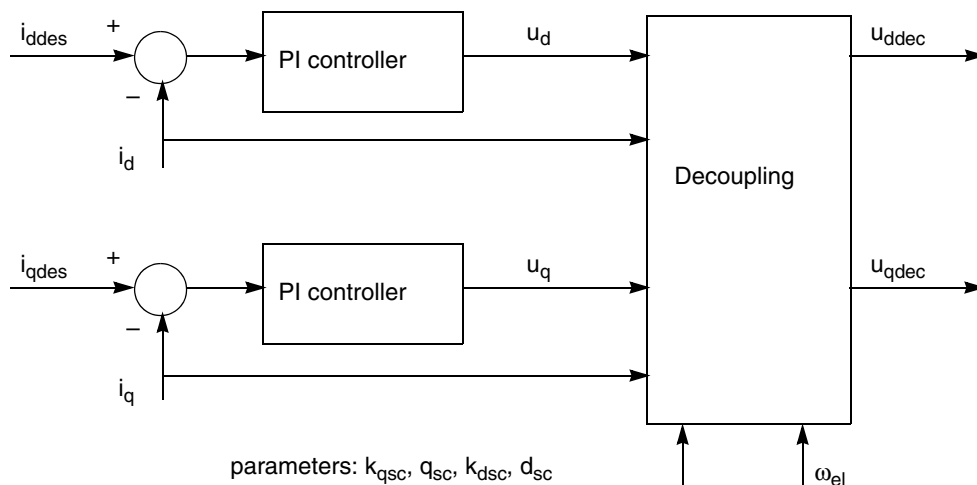 i_ddes + PI controller u_d u_ddec
–
i_d
Decoupling
i_qdes + PI controller u_q u_qdec
–
i_q
parameters: k_qsc, q_sc, k_dsc, d_sc
ω_el